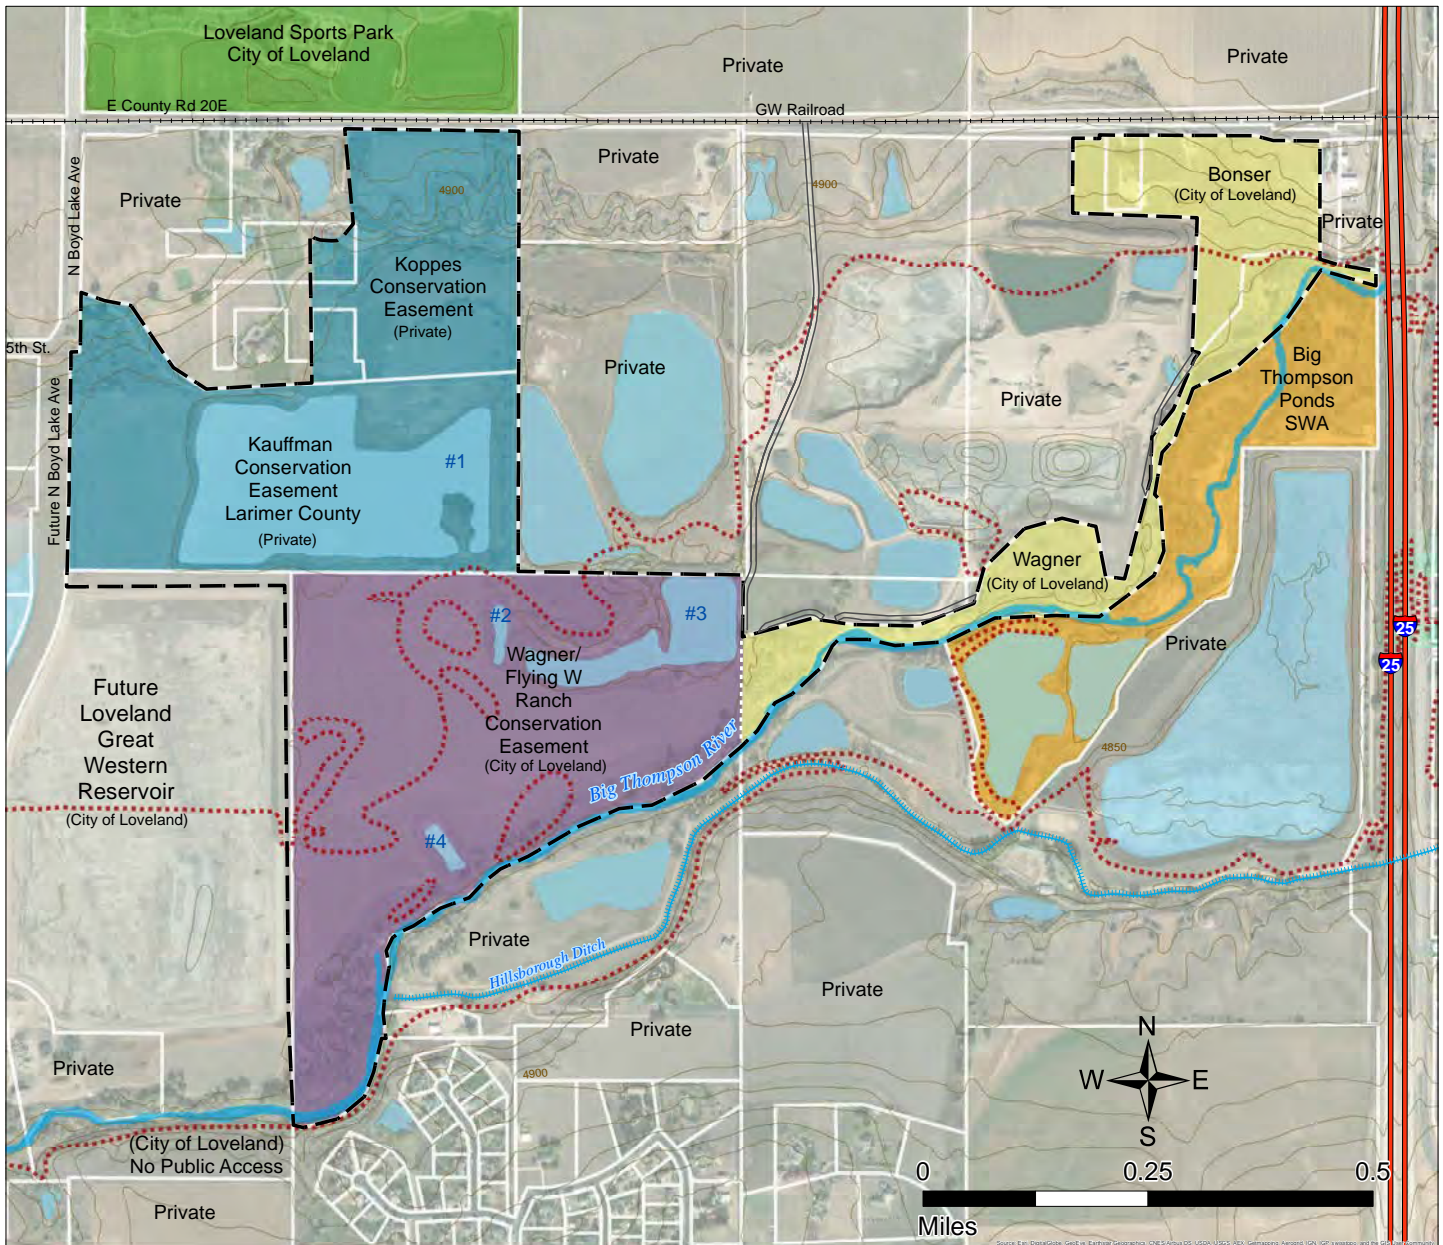 Loveland Sports Park
City of Loveland
Private
Private
E County Rd 20E
GW Railroad
N Boyd Lake Ave
Private
4900
Private
4900
Bonser
(City of Loveland)
Private
Koppes
Conservation
Easement
(Private)
5th St.
Future N Boyd Lake Ave
Private
Private
Big
Thompson
Ponds
SWA
Kauffman
Conservation
Easement
Larimer County
(Private)
#1
Wagner
(City of Loveland)
#2
#3
Wagner/
Flying W
Ranch
Conservation
Easement
(City of Loveland)
25
25
Private
Future
Loveland
Great
Western
Reservoir
(City of Loveland)
Big Thompson River
4850
#4
Private
Hillsborough Ditch
Private
Private
Private
4900
N
W
E
S
(City of Loveland)
No Public Access
Private
0
0.25
0.5
Miles